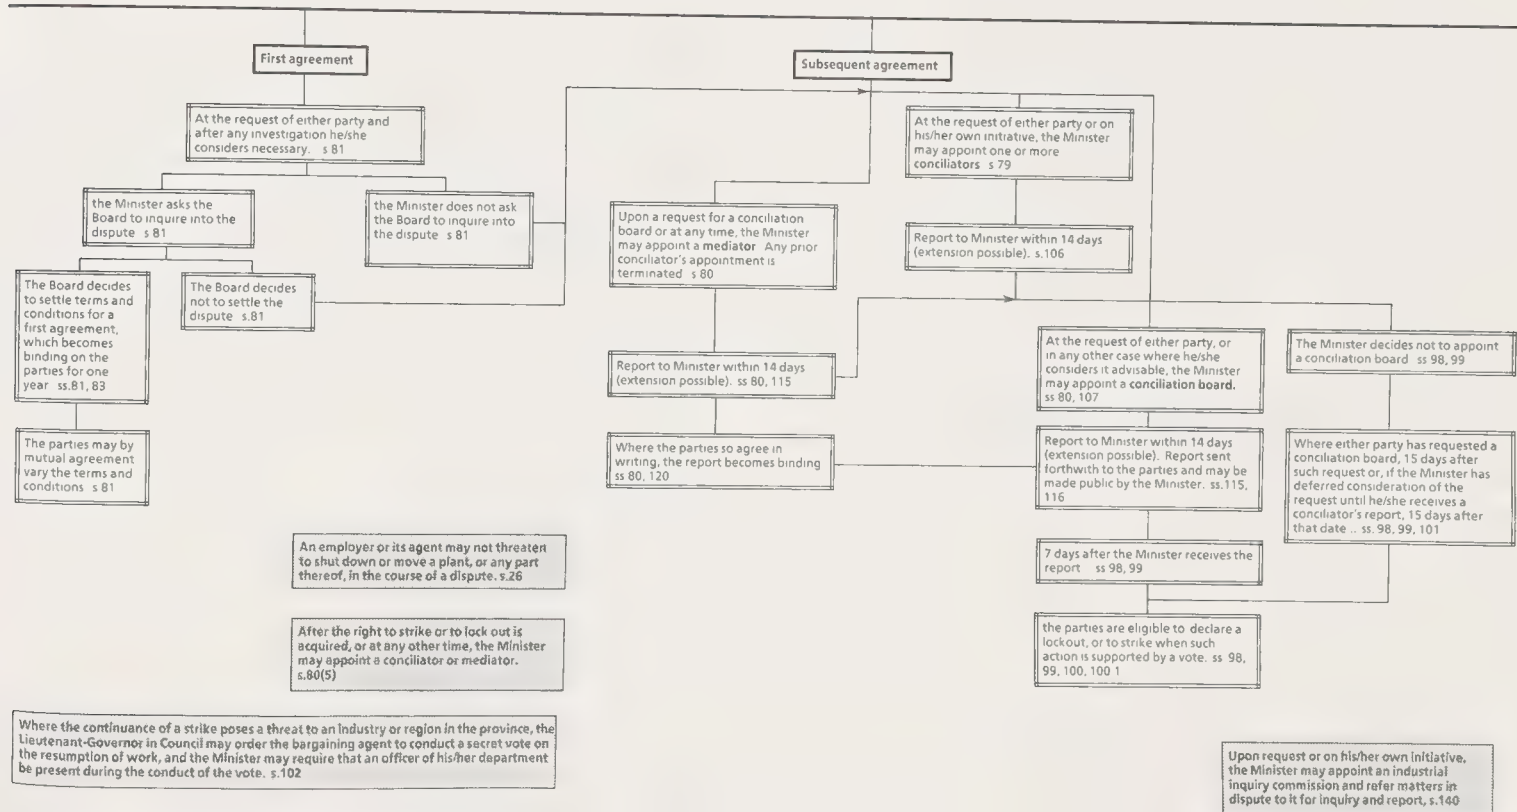 First agreement
At the request of either party and
after any investigation he/she
considers necessary. s 81
the Minister asks the
Board to inquire into the
dispute s 81
the Minister does not ask
the Board to inquire into
the dispute s 81
The Board decides
to settle terms and
conditions for a
first agreement,
which becomes
binding on the
parties for one
year ss.81, 83
The Board decides
not to settle the
dispute s.81
The parties may by
mutual agreement
vary the terms and
conditions s 81
Subsequent agreement
At the request of either party or on
his/her own initiative, the Minister
may appoint one or more
conciliators s 79
Upon a request for a conciliation
board or at any time, the Minister
may appoint a mediator Any prior
conciliator's appointment is
terminated s 80
Report to Minister within 14 days
(extension possible). s.106
Report to Minister within 14 days
(extension possible). ss 80, 115
At the request of either party, or
in any other case where he/she
considers it advisable, the Minister
may appoint a conciliation board.
ss 80, 107
The Minister decides not to appoint
a conciliation board ss 98, 99
Where the parties so agree in
writing, the report becomes binding
ss 80, 120
Report to Minister within 14 days
(extension possible). Report sent
forthwith to the parties and may be
made public by the Minister. ss.115,
116
Where either party has requested a
conciliation board, 15 days after
such request or, if the Minister has
deferred consideration of the
request until he/she receives a
conciliator's report, 15 days after
that date .. ss. 98, 99, 101
7 days after the Minister receives the
report ss 98, 99
the parties are eligible to declare a
lockout, or to strike when such
action is supported by a vote. ss 98,
99, 100, 100 1
An employer or its agent may not threaten
to shut down or move a plant, or any part
thereof, in the course of a dispute. s.26
After the right to strike or to lock out is
acquired, or at any other time, the Minister
may appoint a conciliator or mediator.
s.80(5)
Where the continuance of a strike poses a threat to an industry or region in the province, the
Lieutenant-Governor in Council may order the bargaining agent to conduct a secret vote on
the resumption of work, and the Minister may require that an officer of his/her department
be present during the conduct of the vote. s.102
Upon request or on his/her own initiative,
the Minister may appoint an industrial
inquiry commission and refer matters in
dispute to it for inquiry and report, s.140